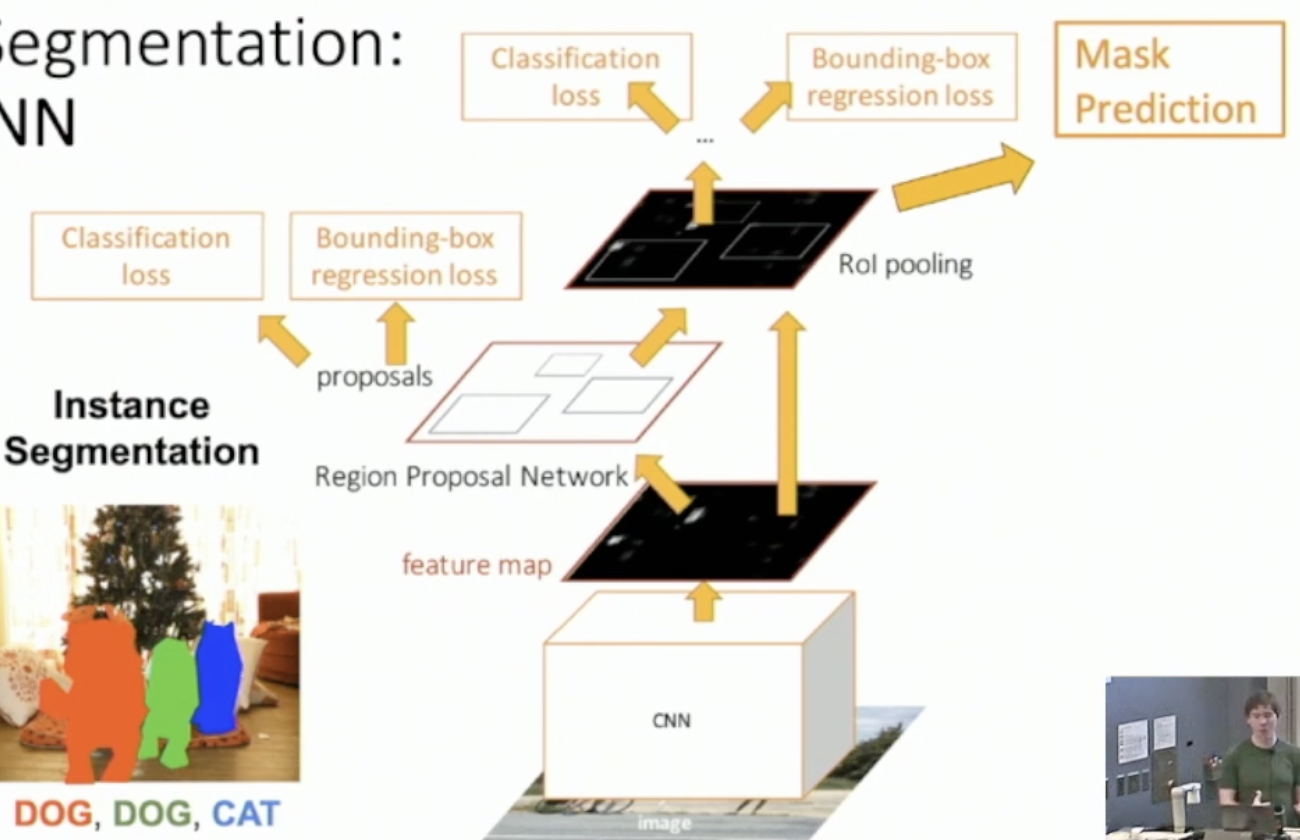 Segmentation:
NN
Classification
loss
Bounding-box
regression loss
Mask
Prediction
...
Classification
loss
Bounding-box
regression loss
RoI pooling
proposals
Instance
Segmentation
Region Proposal Network
feature map
CNN
DOG, DOG, CAT
image